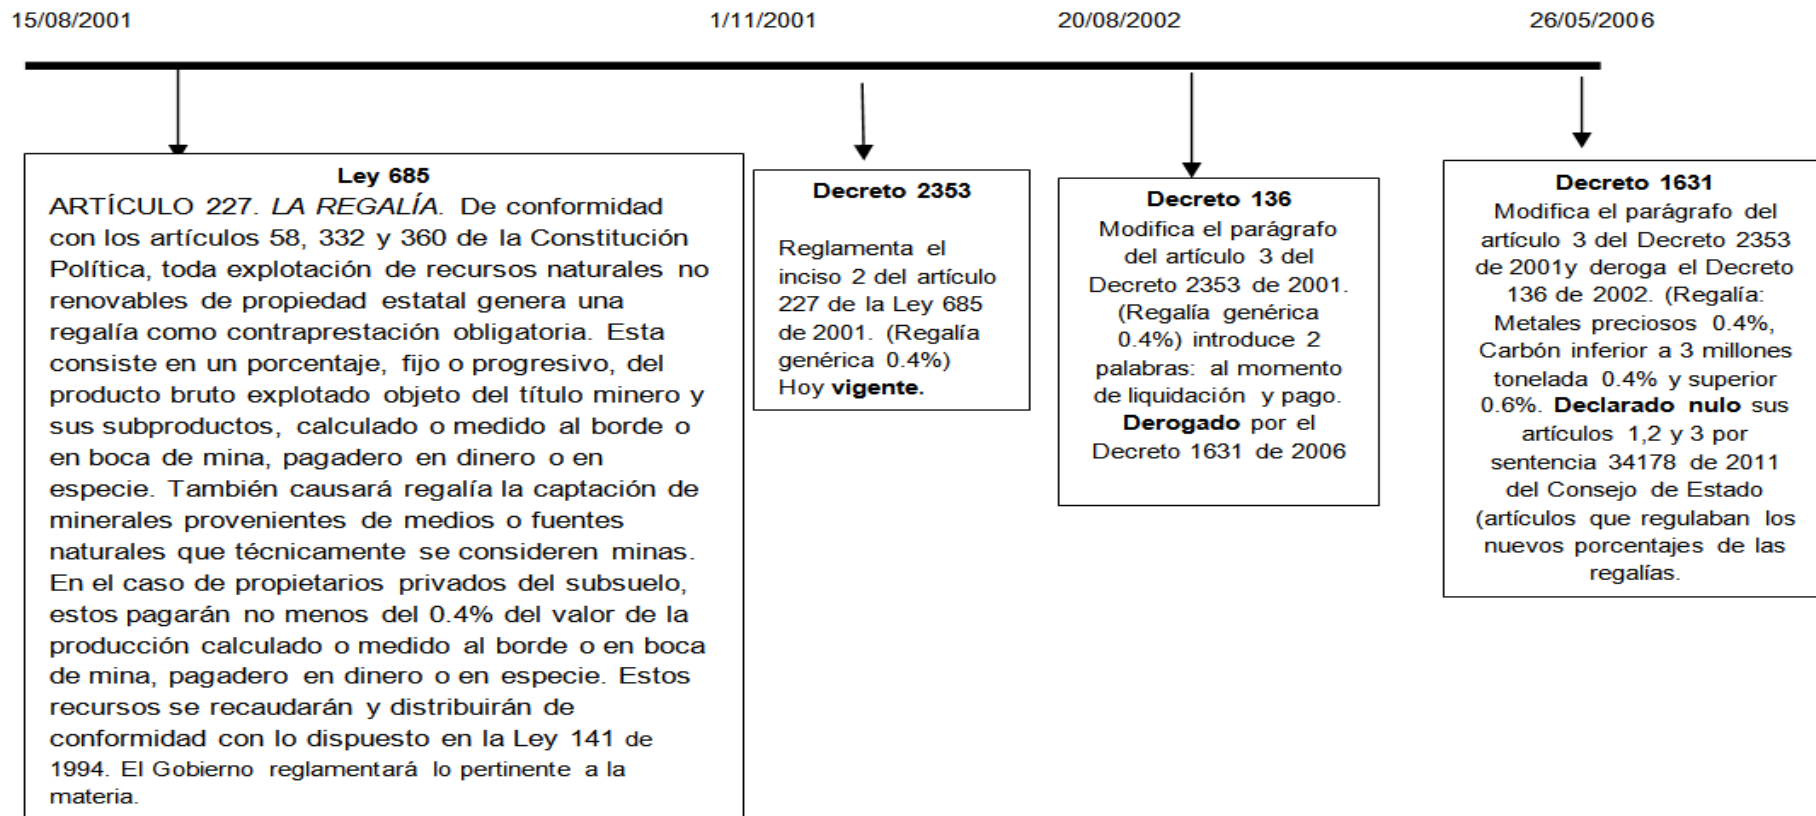 15/08/2001
1/11/2001
20/08/2002
26/05/2006
Ley 685
ARTÍCULO 227. LA REGALÍA. De conformidad
con los artículos 58, 332 y 360 de la Constitución
Política, toda explotación de recursos naturales no
renovables de propiedad estatal genera una
regalía como contraprestación obligatoria. Esta
consiste en un porcentaje, fijo o progresivo, del
producto bruto explotado objeto del título minero y
sus subproductos, calculado o medido al borde o
en boca de mina, pagadero en dinero o en
especie. También causará regalía la captación de
minerales provenientes de medios o fuentes
naturales que técnicamente se consideren minas.
En el caso de propietarios privados del subsuelo,
estos pagarán no menos del 0.4% del valor de la
producción calculado o medido al borde o en boca
de mina, pagadero en dinero o en especie. Estos
recursos se recaudarán y distribuirán de
conformidad con lo dispuesto en la Ley 141 de
1994. El Gobierno reglamentará lo pertinente a la
materia.
Decreto 2353
Reglamenta el
inciso 2 del artículo
227 de la Ley 685
de 2001. (Regalía
genérica 0.4%)
Hoy vigente.
Decreto 136
Modifica el parágrafo
del artículo 3 del
Decreto 2353 de 2001.
(Regalía genérica
0.4%) introduce 2
palabras: al momento
de liquidación y pago.
Derogado por el
Decreto 1631 de 2006
Decreto 1631
Modifica el parágrafo del
artículo 3 del Decreto 2353
de 2001y deroga el Decreto
136 de 2002. (Regalía:
Metales preciosos 0.4%,
Carbón inferior a 3 millones
tonelada 0.4% y superior
0.6%. Declarado nulo sus
artículos 1,2 y 3 por
sentencia 34178 de 2011
del Consejo de Estado
(artículos que regulaban los
nuevos porcentajes de las
regalías.